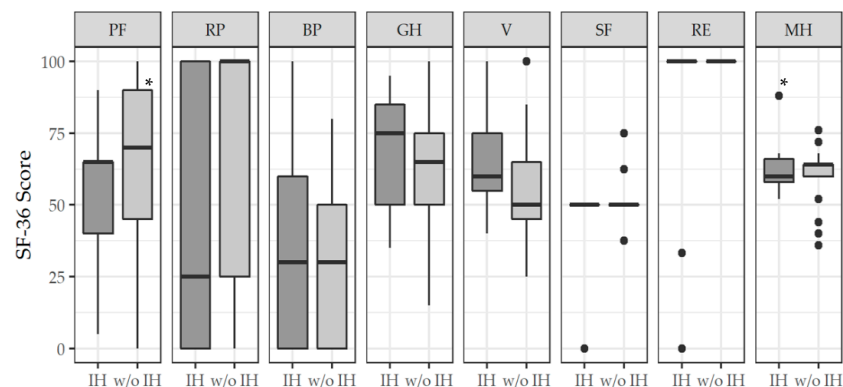 PF RP BP GH V SF RE MH
SF-36 Score
100
75
50
25
0
*
*
IH w/o IH IH w/o IH IH w/o IH IH w/o IH IH w/o IH IH w/o IH IH w/o IH IH w/o IH